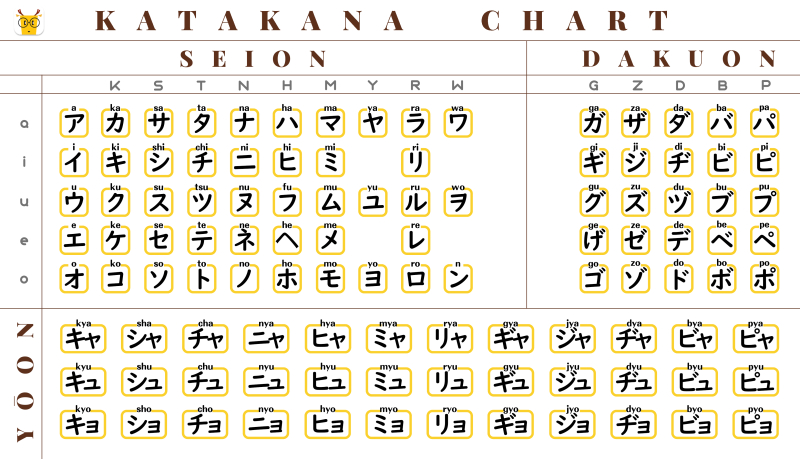 KATAKANA CHART
SEION DAKUON
K S T N H M Y R W G Z D B P
a ka sa ta na ha ma ya ra wa ga za da ba pa
a ア カ サ タ ナ ハ マ ヤ ラ ワ ガ ザ ダ バ パ
i ki shi chi ni hi mi ri gi ji di bi pi
i イ キ シ チ ニ ヒ ミ リ ギ ジ ヂ ビ ピ
u ku su tsu nu fu mu yu ru wo gu zu du bu pu
u ウ ク ス ツ ヌ フ ム ユ ル ヲ グ ズ ヅ ブ プ
e ke se te ne he me re ge ze de be pe
e エ ケ セ テ ネ ヘ メ レ げ ゼ デ ベ ペ
o ko so to no ho mo yo ro n go zo do bo po
o オ コ ソ ト ノ ホ モ ヨ ロ ン ゴ ゾ ド ボ ポ
YŌON
kya sha cha nya hya mya rya gya jya dya bya pya
キャ シャ チャ ニャ ヒャ ミャ リャ ギャ ジャ ヂャ ビャ ピャ
kyu shu chu nyu hyu myu ryu gyu jyu dyu byu pyu
キュ シュ チュ ニュ ヒュ ミュ リュ ギュ ジュ ヂュ ビュ ピュ
kyo sho cho nyo hyo myo ryo gyo jyo dyo byo pyo
キョ ショ チョ ニョ ヒョ ミョ リョ ギョ ジョ ヂョ ビョ ピョ